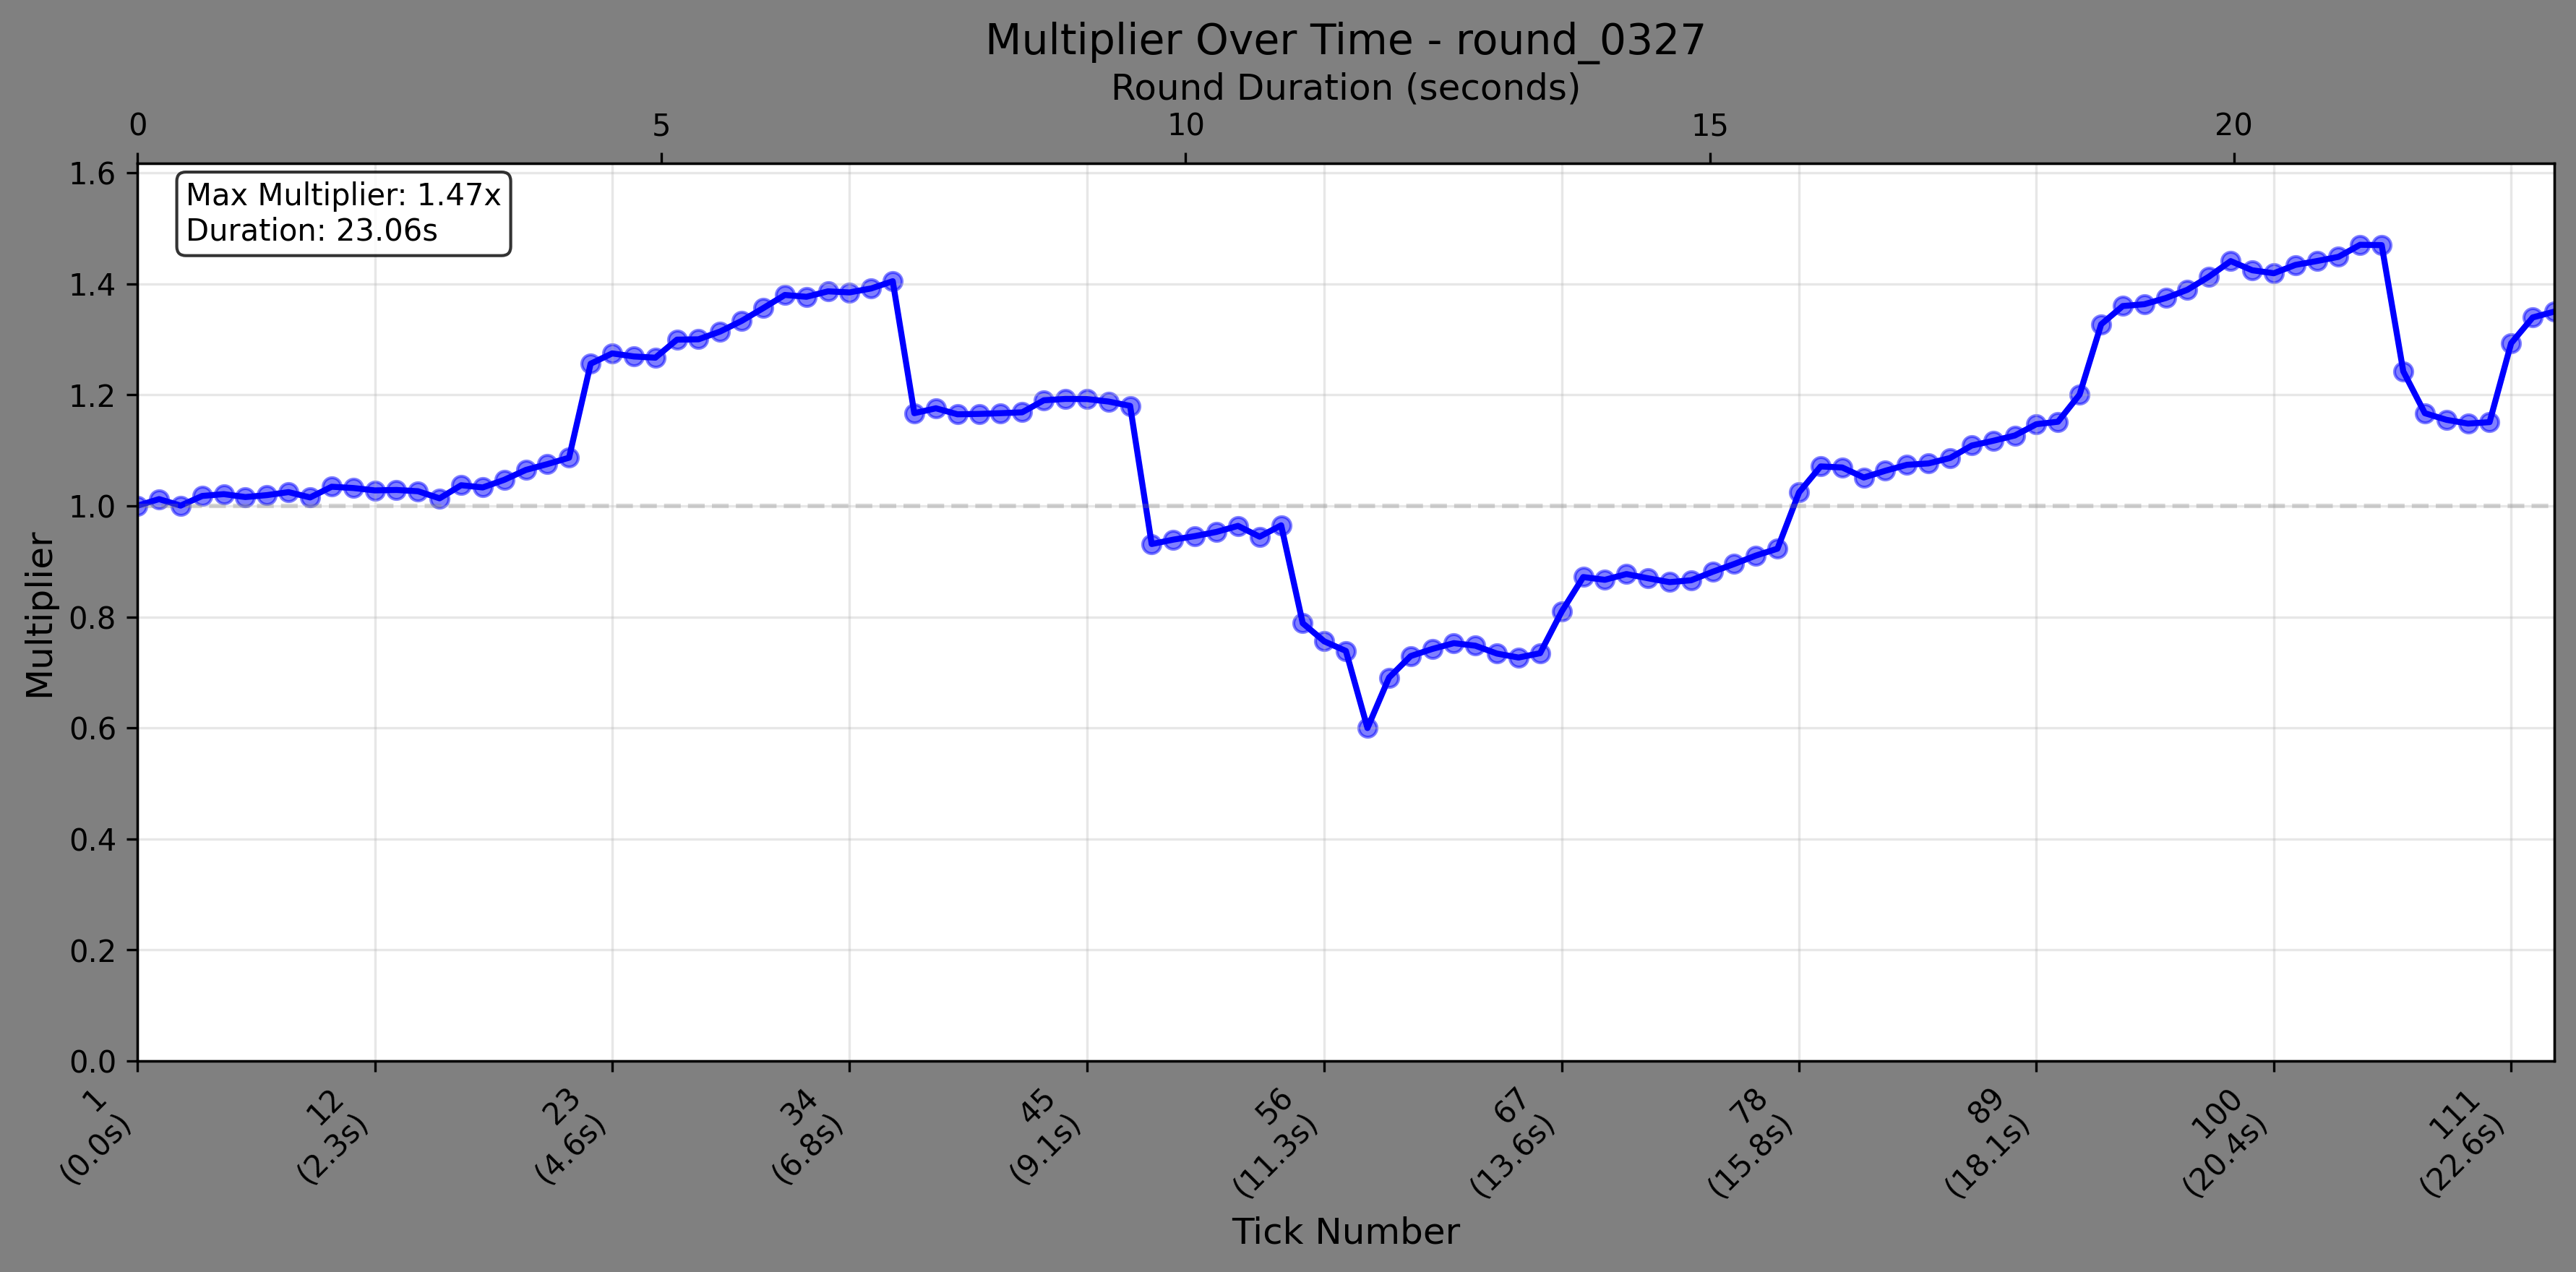 Multiplier Over Time - round_0327
Round Duration (seconds)
0 5 10 15 20
Max Multiplier: 1.47x
Duration: 23.06s
1.6
1.4
1.2
1.0
0.8
0.6
0.4
0.2
0.0
Multiplier
1 12 23 34 45 56 67 78 89 100 111
(0.0s) (2.3s) (4.6s) (6.8s) (9.1s) (11.3s) (13.6s) (15.8s) (18.1s) (20.4s) (22.6s)
Tick Number